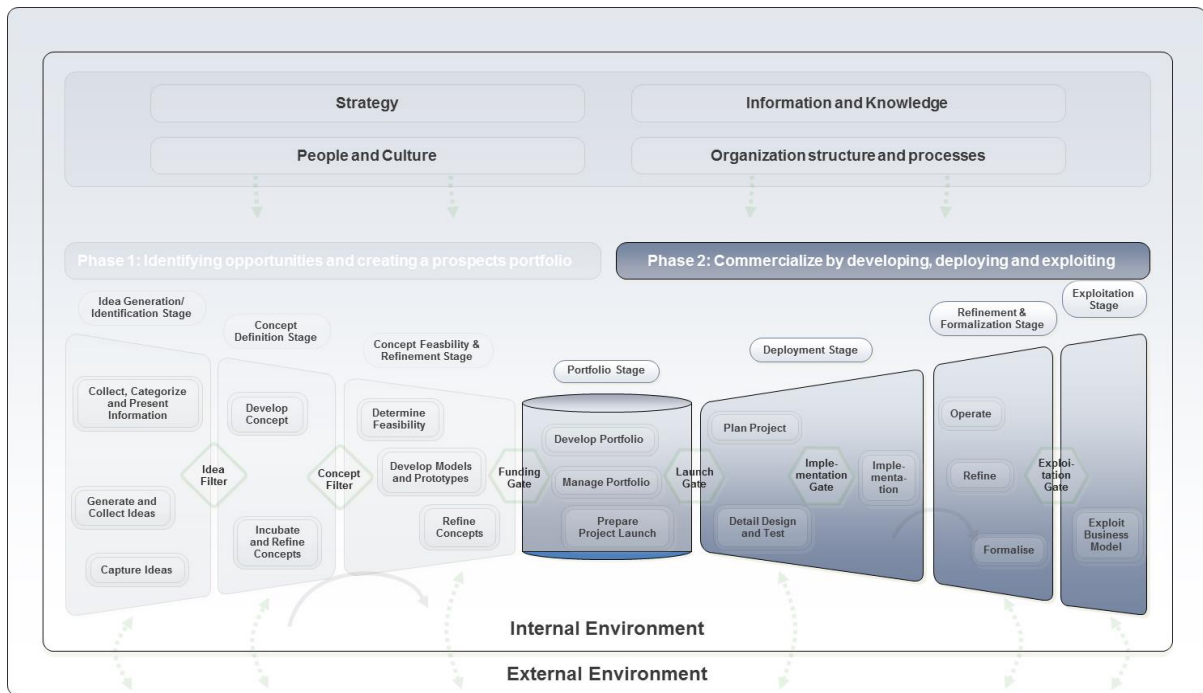 Strategy
Information and Knowledge
People and Culture
Organization structure and processes
Phase 1: Identifying opportunities and creating a prospects portfolio
Phase 2: Commercialize by developing, deploying and exploiting
Idea Generation/
Identification Stage
Concept
Definition Stage
Concept Feasibility &
Refinement Stage
Portfolio Stage
Deployment Stage
Refinement &
Formalization Stage
Exploitation
Stage
Collect, Categorize
and Present
Information
Generate and
Collect Ideas
Capture Ideas
Idea
Filter
Develop
Concept
Incubate
and Refine
Concepts
Concept
Filter
Determine
Feasibility
Develop Models
and Prototypes
Refine
Concepts
Funding
Gate
Develop Portfolio
Manage Portfolio
Prepare
Project Launch
Launch
Gate
Plan Project
Detail Design
and Test
Imple-
mentation
Gate
Imple-
menta-
tion
Operate
Refine
Formalise
Exploi-
tation
Gate
Exploit
Business
Model
Internal Environment
External Environment